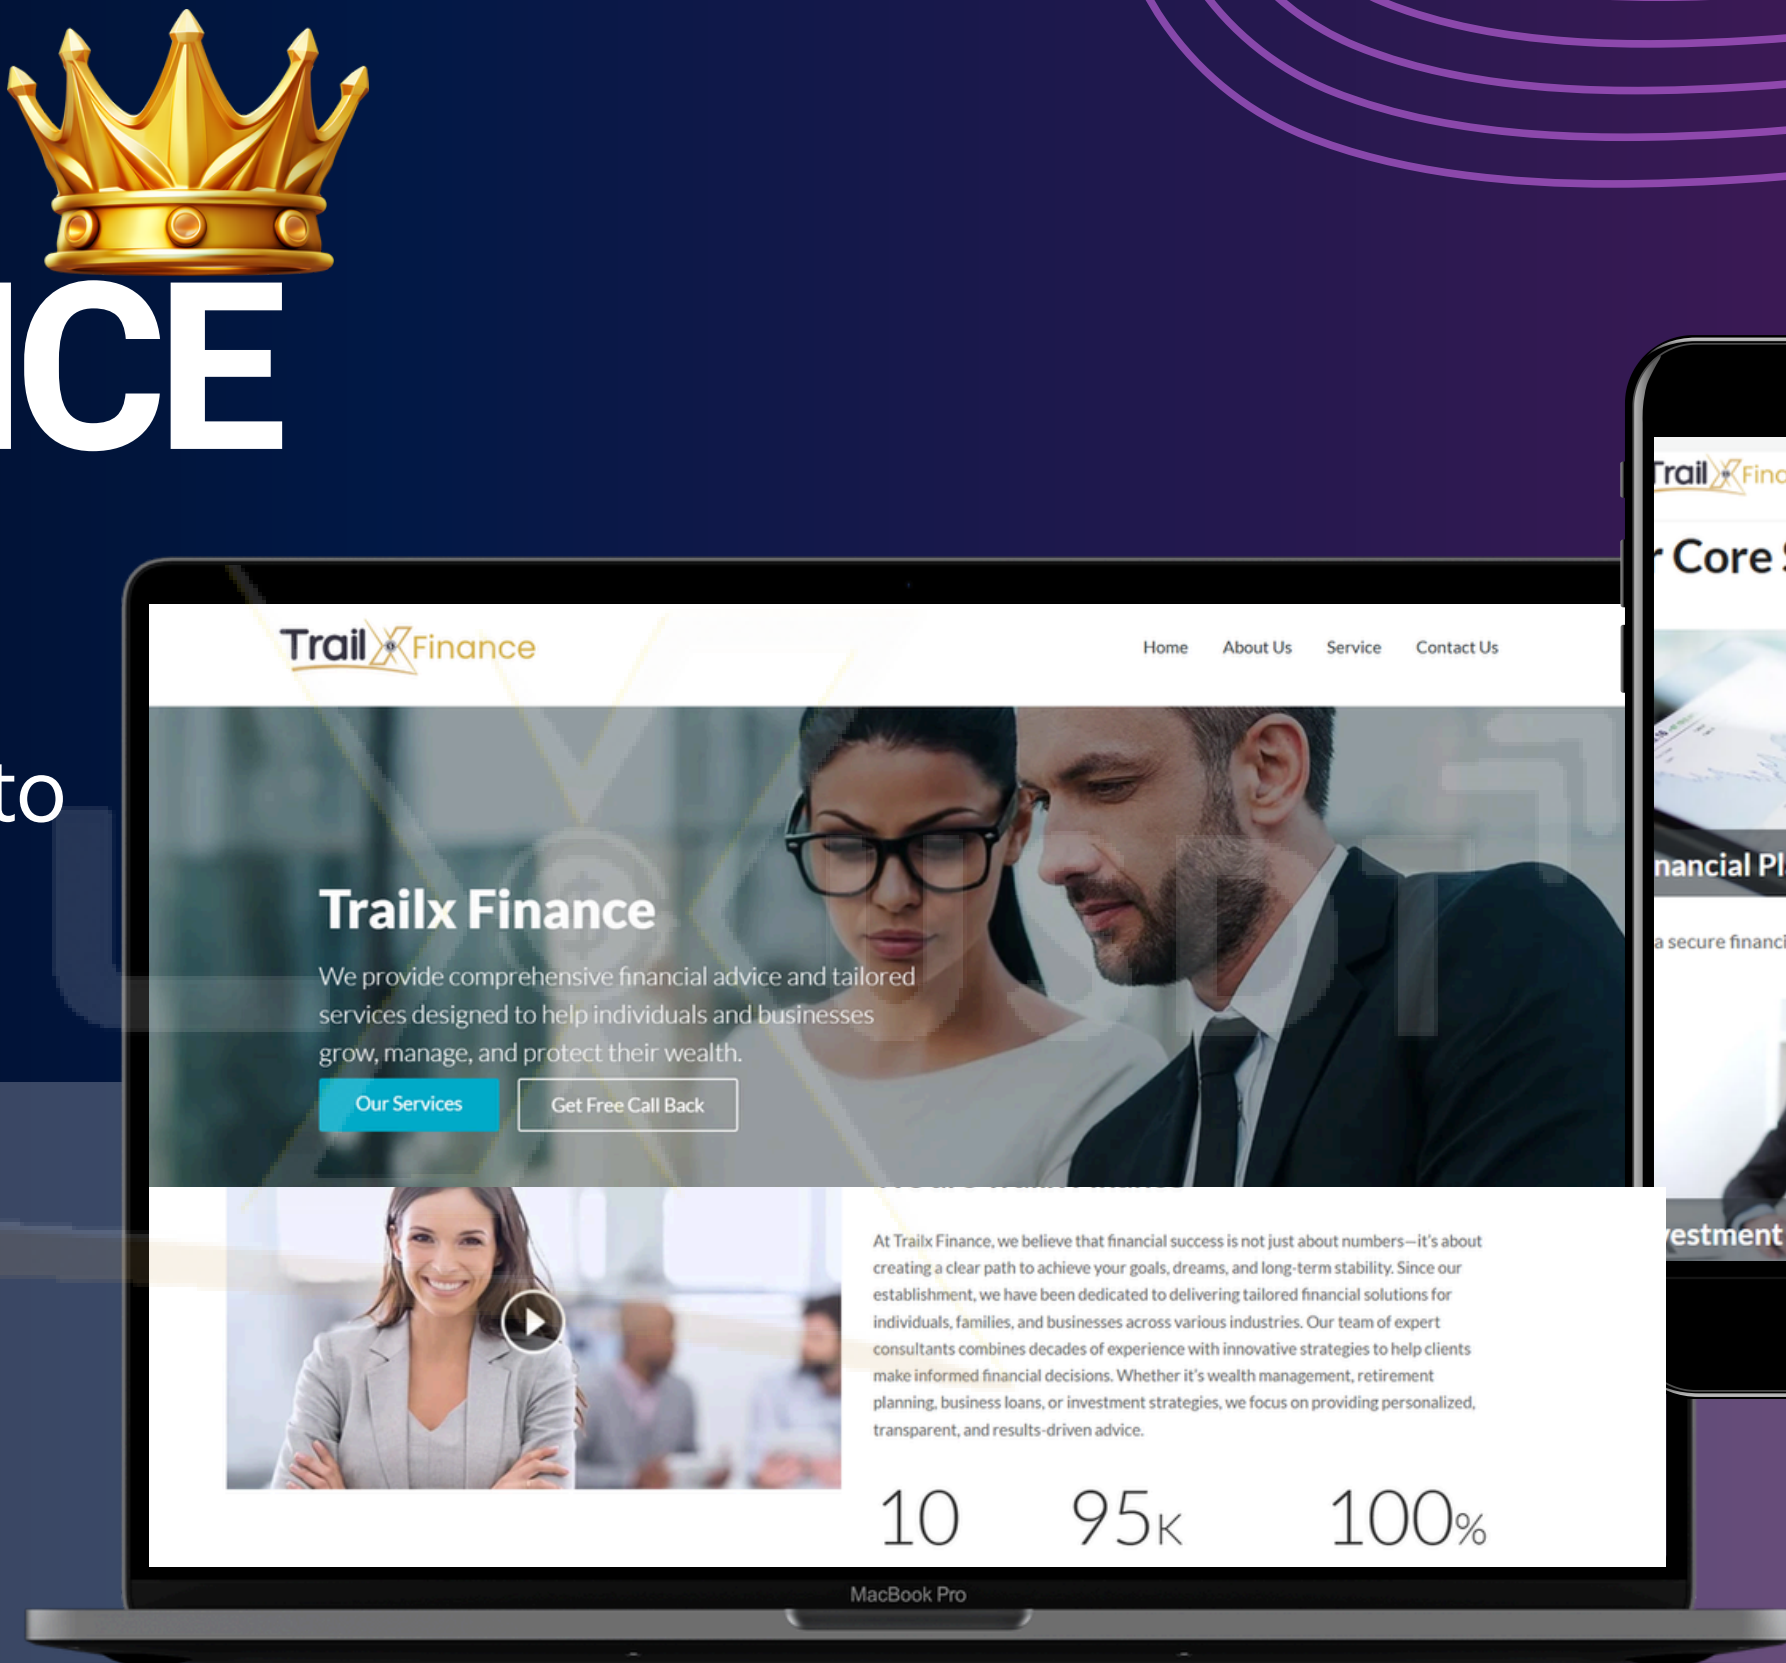 NCE
to
Trail X Finance
Home About Us Service Contact Us
Trailx Finance
We provide comprehensive financial advice and tailored
services designed to help individuals and businesses
grow, manage, and protect their wealth.
Our Services Get Free Call Back
At Trailx Finance, we believe that financial success is not just about numbers—it's about
creating a clear path to achieve your goals, dreams, and long-term stability. Since our
establishment, we have been dedicated to delivering tailored financial solutions for
individuals, families, and businesses across various industries. Our team of expert
consultants combines decades of experience with innovative strategies to help clients
make informed financial decisions. Whether it's wealth management, retirement
planning, business loans, or investment strategies, we focus on providing personalized,
transparent, and results-driven advice.
10 95K 100%
MacBook Pro
Trail X Fina
r Core
nancial Pl
a secure financi
vestment
USDT